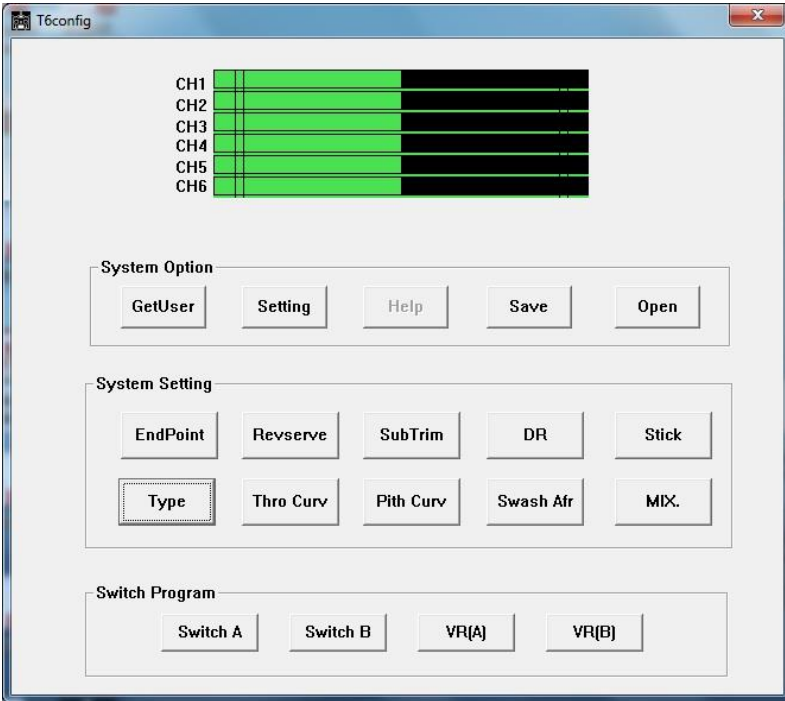 T6config
CH1
CH2
CH3
CH4
CH5
CH6
System Option
GetUser Setting Help Save Open
System Setting
EndPoint Revserve SubTrim DR Stick
Type Thro Curv Pith Curv Swash Afr MIX.
Switch Program
Switch A Switch B VR(A) VR(B)